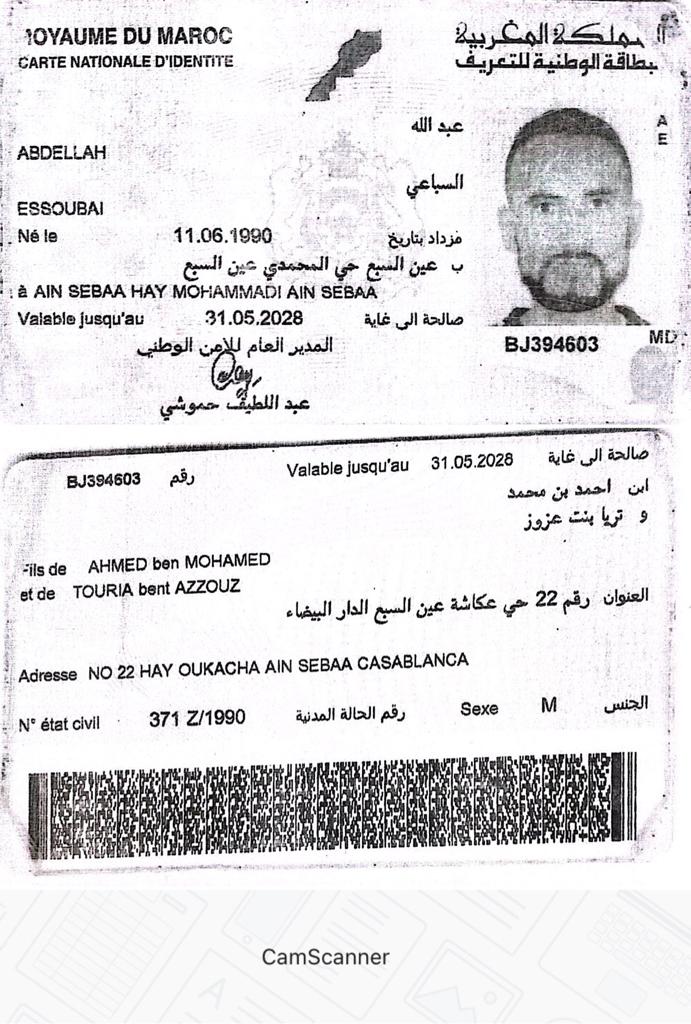 ROYAUME DU MAROC
CARTE NATIONALE D'IDENTITE
المملكة المغربية
بطاقة الوطنية للتعريف
عبد الله
ABDELLAH
السباعي
ESSOUBAI
Né le 11.06.1990 مزداد بتاريخ
ب عين السبع حي المحمدي عين السبع
à AIN SEBAA HAY MOHAMMADI AIN SEBAA
Valable jusqu'au 31.05.2028 صالحة الى غاية
المدير العام للامن الوطني
عبد اللطيف حموشي
A
E
BJ394603
MD
BJ394603 رقم Valable jusqu'au 31.05.2028 صالحة الى غاية
ابن احمد بن محمد
و تريا بنت عزوز
Fils de AHMED ben MOHAMED
et de TOURIA bent AZZOUZ
العنوان رقم 22 حي عكاشة عين السبع الدار البيضاء
Adresse NO 22 HAY OUKACHA AIN SEBAA CASABLANCA
N° état civil 371 Z/1990 رقم الحالة المدنية Sexe M الجنس
CamScanner